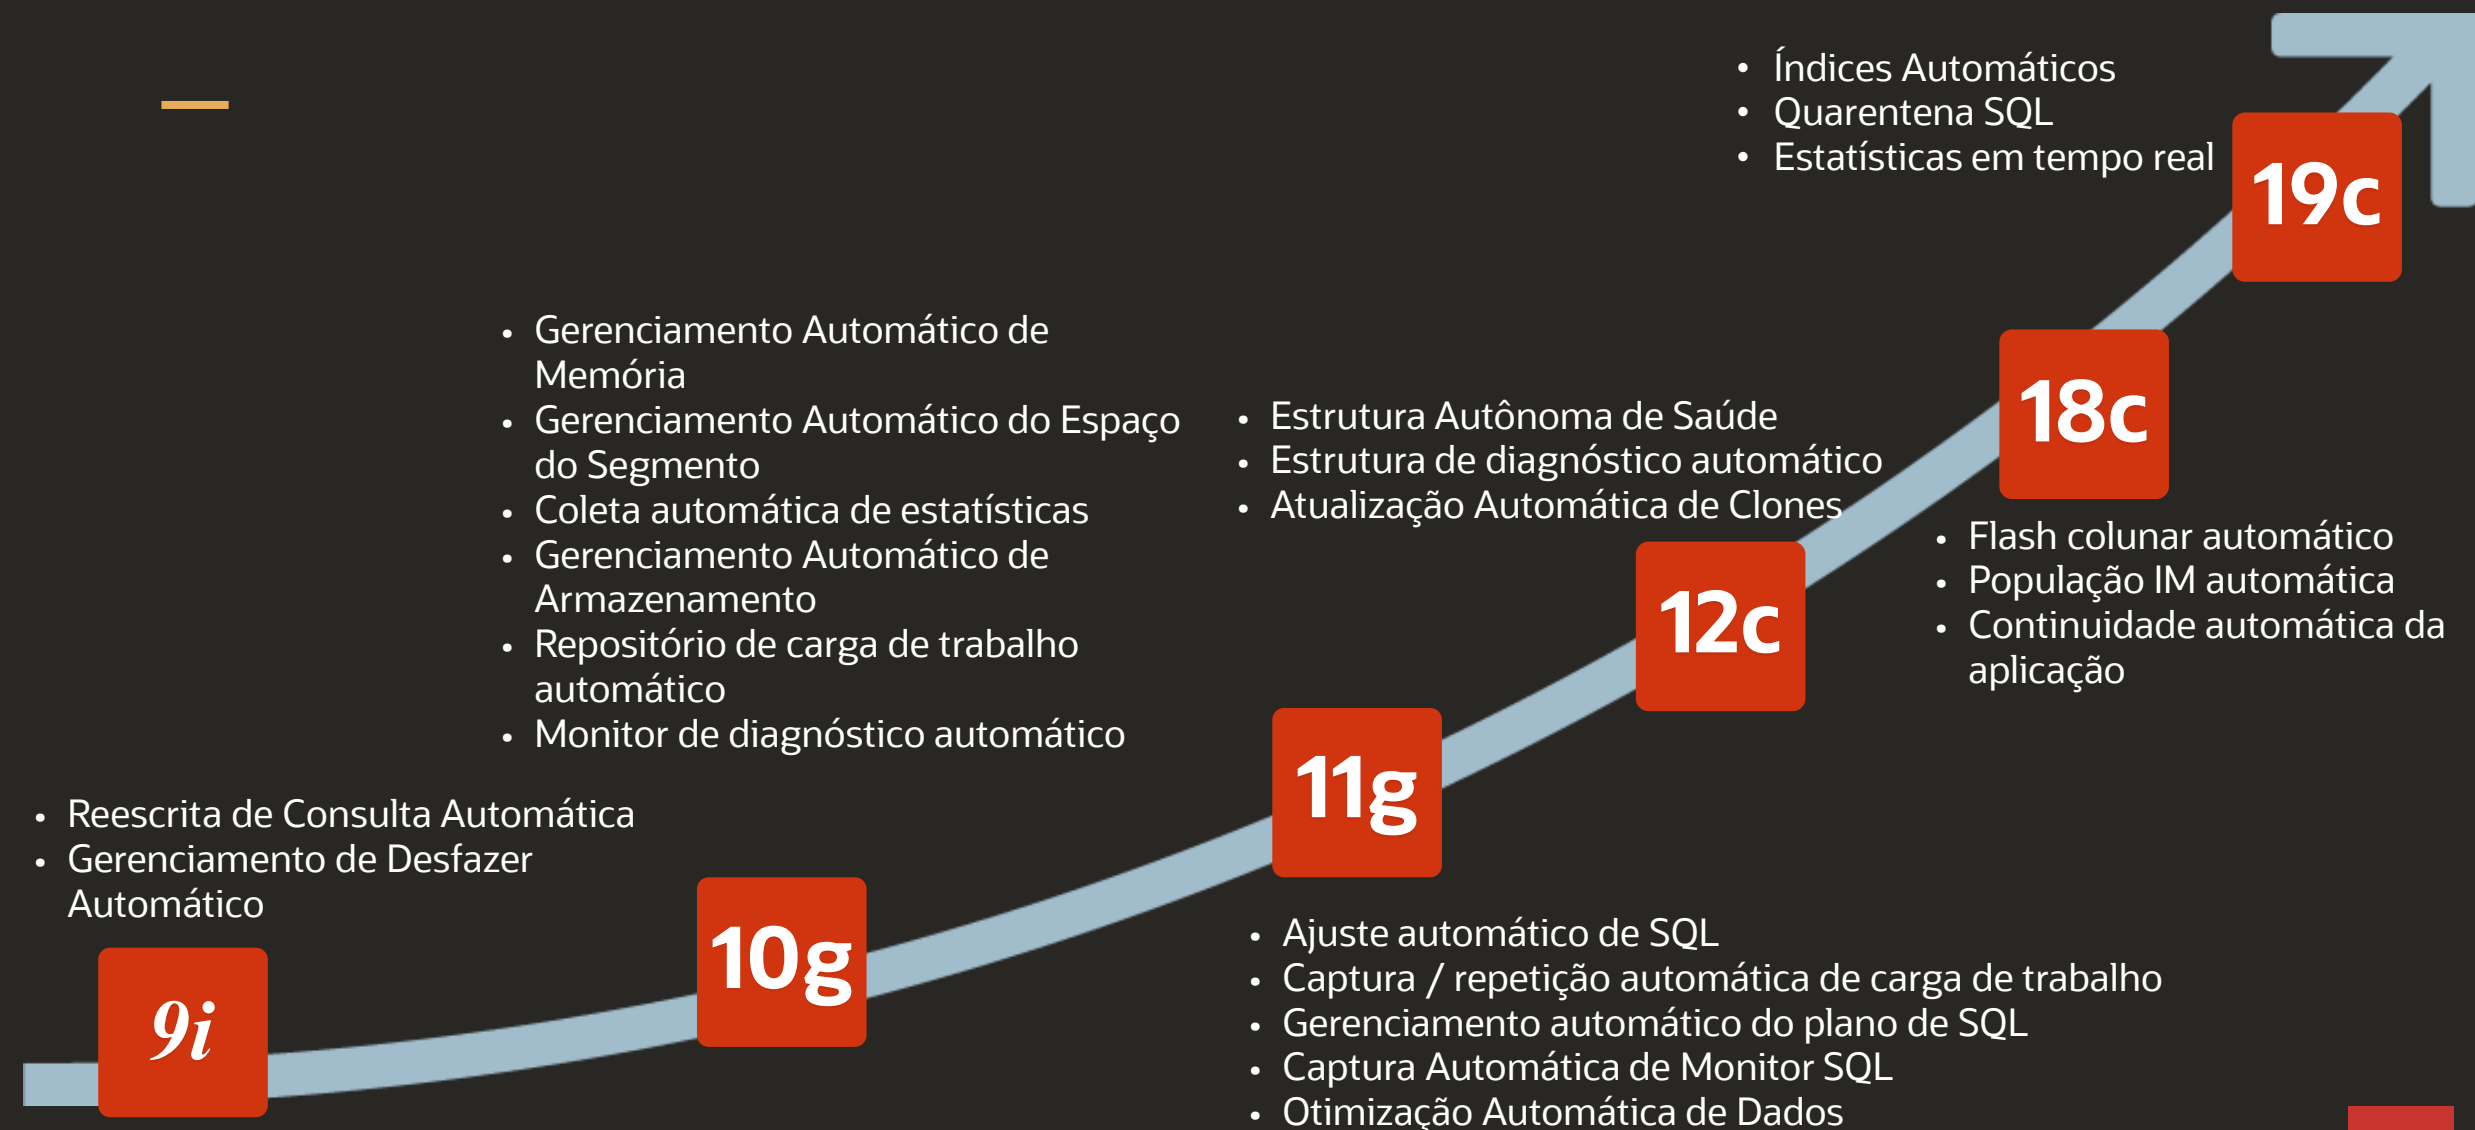 • Índices Automáticos
• Quarentena SQL
• Estatísticas em tempo real
19c
• Gerenciamento Automático de
Memória
• Gerenciamento Automático do Espaço
do Segmento
• Coleta automática de estatísticas
• Gerenciamento Automático de
Armazenamento
• Repositório de carga de trabalho
automático
• Monitor de diagnóstico automático
• Estrutura Autônoma de Saúde
• Estrutura de diagnóstico automático
• Atualização Automática de Clones
18c
• Flash colunar automático
• População IM automática
• Continuidade automática da
aplicação
12c
11g
• Reescrita de Consulta Automática
• Gerenciamento de Desfazer
Automático
10g
9i
• Ajuste automático de SQL
• Captura / repetição automática de carga de trabalho
• Gerenciamento automático do plano de SQL
• Captura Automática de Monitor SQL
• Otimização Automática de Dados